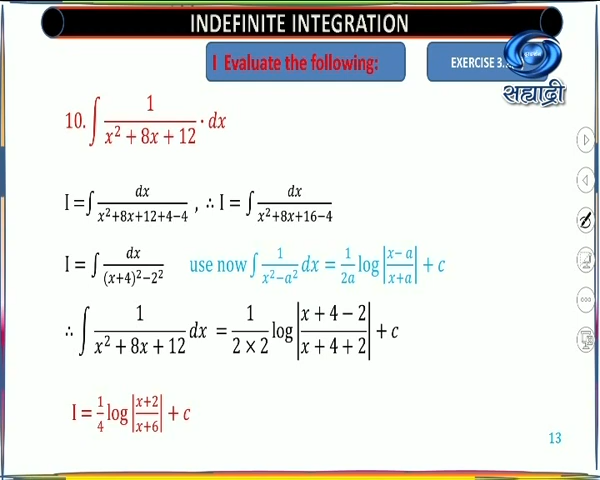 INDEFINITE INTEGRATION
I Evaluate the following:
EXERCISE 3.
सह्याद्री
10. ∫ 1/(x² + 8x + 12) · dx
I = ∫ dx/(x²+8x+12+4−4) , ∴ I = ∫ dx/(x²+8x+16−4)
I = ∫ dx/((x+4)²−2²) use now ∫ 1/(x²−a²) dx = 1/2a log |(x−a)/(x+a)| + c
∴ ∫ 1/(x² + 8x + 12) dx = 1/(2 × 2) log |(x + 4 − 2)/(x + 4 + 2)| + c
I = 1/4 log |(x+2)/(x+6)| + c
13